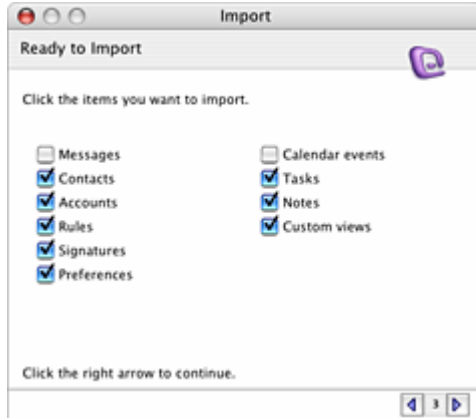 Import
Ready to Import
Click the items you want to import.
Messages
Contacts
Accounts
Rules
Signatures
Preferences
Calendar events
Tasks
Notes
Custom views
Click the right arrow to continue.
3